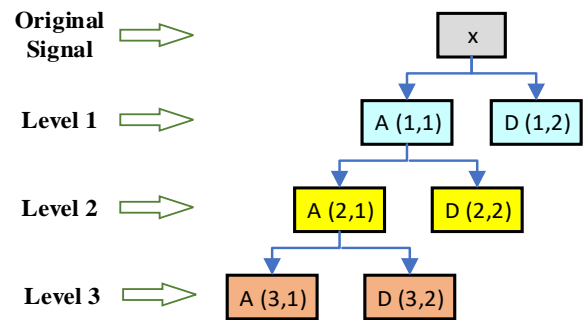 Original
Signal
x
Level 1
A (1,1)
D (1,2)
Level 2
A (2,1)
D (2,2)
Level 3
A (3,1)
D (3,2)